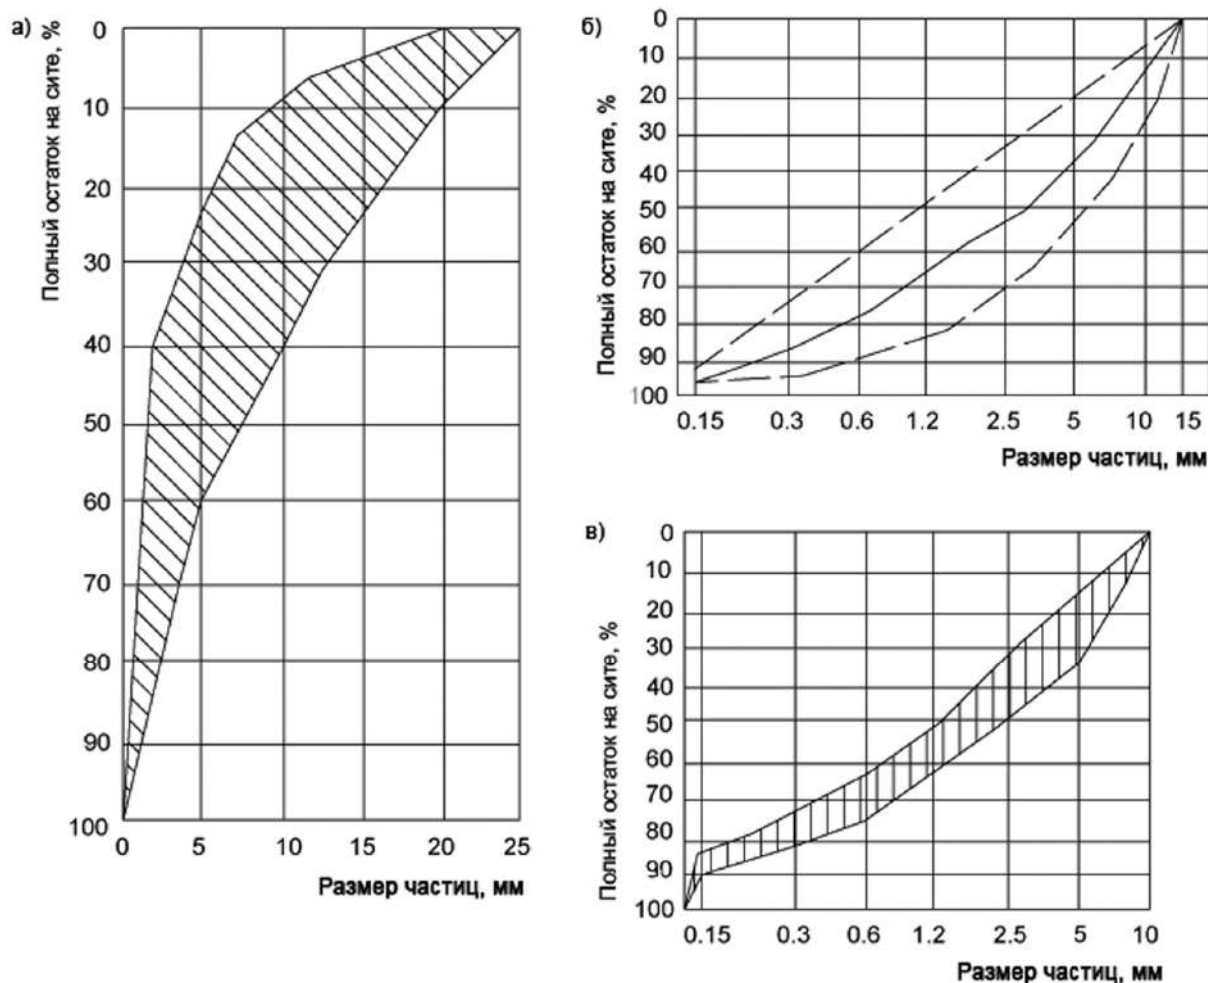 а)
Полный остаток на сите, %
0
10
20
30
40
50
60
70
80
90
100
0 5 10 15 20 25
Размер частиц, мм
б)
Полный остаток на сите, %
0
10
20
30
40
50
60
70
80
90
100
0.15 0.3 0.6 1.2 2.5 5 10 15
Размер частиц, мм
в)
Полный остаток на сите, %
0
10
20
30
40
50
60
70
80
90
100
0.15 0.3 0.6 1.2 2.5 5 10
Размер частиц, мм